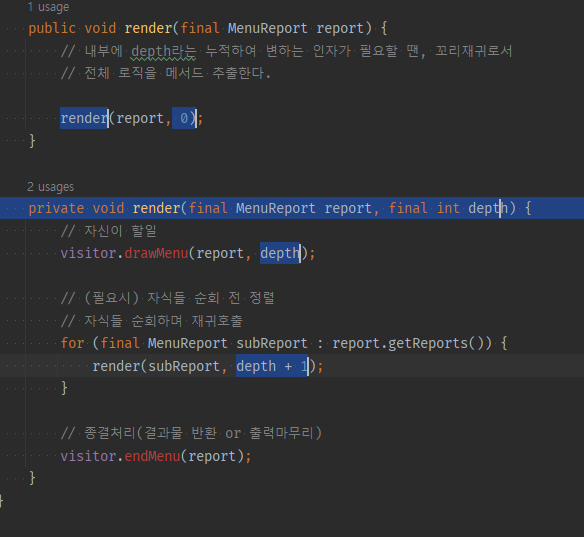 1 usage
public void render(final MenuReport report) {
// 내부에 depth라는 누적하여 변하는 인자가 필요할 땐, 꼬리재귀로서
// 전체 로직을 메서드 추출한다.
render(report, 0);
}
2 usages
private void render(final MenuReport report, final int depth) {
// 자신이 할일
visitor.drawMenu(report, depth);
// (필요시) 자식들 순회 전 정렬
// 자식들 순회하며 재귀호출
for (final MenuReport subReport : report.getReports()) {
render(subReport, depth + 1);
}
// 종결처리(결과물 반환 or 출력마무리)
visitor.endMenu(report);
}
}